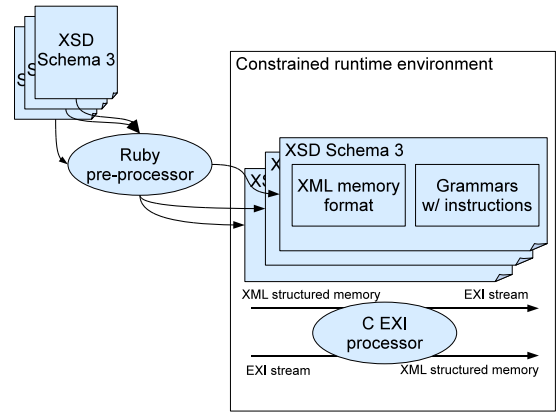 XSD
Schema 3
S
S
Constrained runtime environment
Ruby
pre-processor
XSD Schema 3
X
XS
XML memory
format
Grammars
w/ instructions
XML structured memory
EXI stream
C EXI
processor
EXI stream
XML structured memory